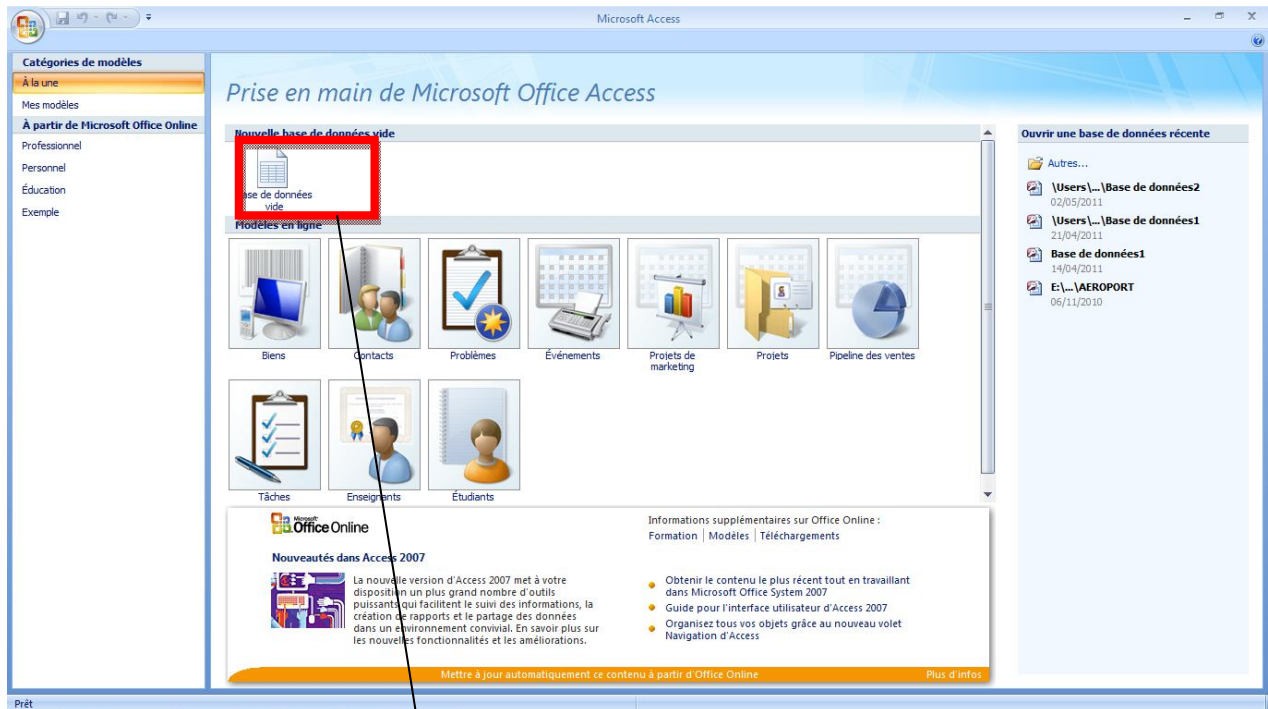 Microsoft Access
Catégories de modèles
À la une
Mes modèles
À partir de Microsoft Office Online
Professionnel
Personnel
Éducation
Exemple
Prise en main de Microsoft Office Access
Nouvelle base de données vide
ase de données
vide
Modèles en ligne
Biens
Contacts
Problèmes
Événements
Projets de
marketing
Projets
Pipeline des ventes
Tâches
Enseignants
Étudiants
Microsoft
Office Online
Nouveautés dans Access 2007
La nouvelle version d'Access 2007 met à votre
disposition un plus grand nombre d'outils
puissants qui facilitent le suivi des informations, la
création de rapports et le partage des données
dans un environnement convivial. En savoir plus sur
les nouvelles fonctionnalités et les améliorations.
Informations supplémentaires sur Office Online :
Formation | Modèles | Téléchargements
Obtenir le contenu le plus récent tout en travaillant
dans Microsoft Office System 2007
Guide pour l'interface utilisateur d'Access 2007
Organisez tous vos objets grâce au nouveau volet
Navigation d'Access
Mettre à jour automatiquement ce contenu à partir d'Office Online
Plus d'infos
Ouvrir une base de données récente
Autres...
\Users\...\Base de données2
02/05/2011
\Users\...\Base de données1
21/04/2011
Base de données1
14/04/2011
E:\...\AEROPORT
06/11/2010
Prêt